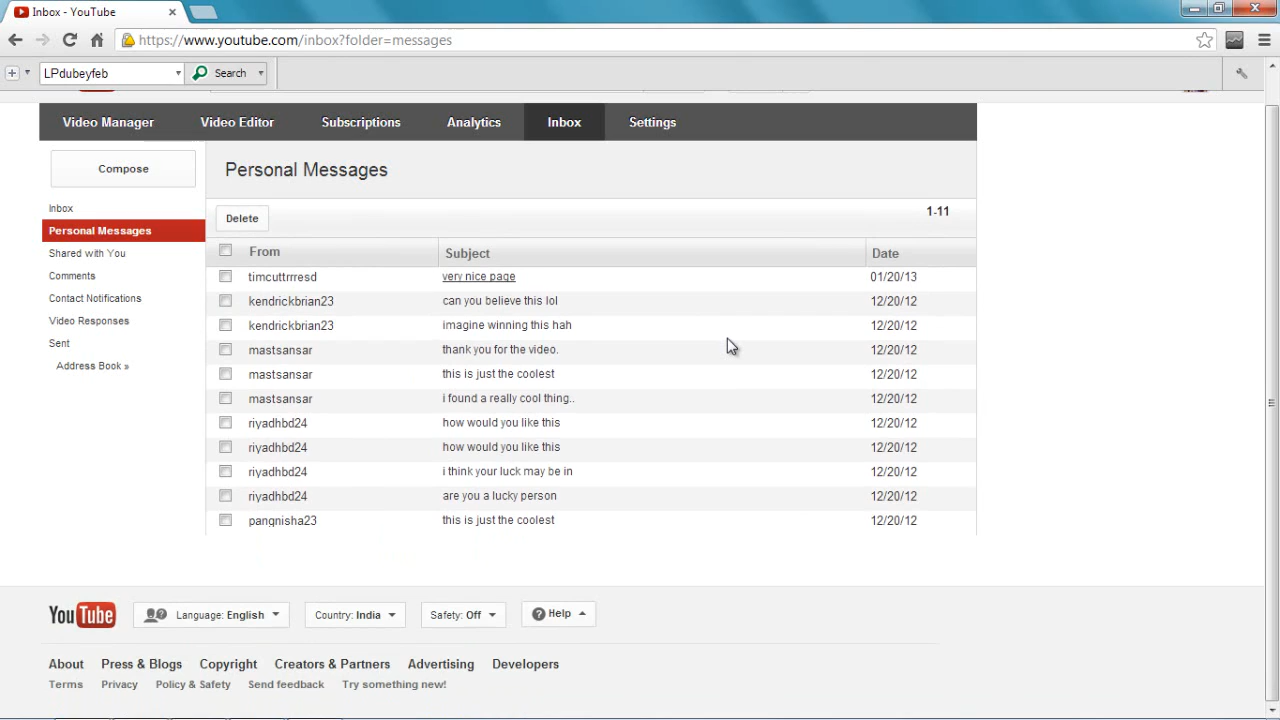 Inbox - YouTube
https://www.youtube.com/inbox?folder=messages
LPdubeyfeb Search
Video Manager Video Editor Subscriptions Analytics Inbox Settings
Compose
Personal Messages
Inbox
Personal Messages
Shared with You
Comments
Contact Notifications
Video Responses
Sent
Address Book »
Delete 1-11
From Subject Date
timcuttrrresd very nice page 01/20/13
kendrickbrian23 can you believe this lol 12/20/12
kendrickbrian23 imagine winning this hah 12/20/12
mastsansar thank you for the video. 12/20/12
mastsansar this is just the coolest 12/20/12
mastsansar i found a really cool thing.. 12/20/12
riyadhbd24 how would you like this 12/20/12
riyadhbd24 how would you like this 12/20/12
riyadhbd24 i think your luck may be in 12/20/12
riyadhbd24 are you a lucky person 12/20/12
pangnisha23 this is just the coolest 12/20/12
YouTube Language: English Country: India Safety: Off Help
About Press & Blogs Copyright Creators & Partners Advertising Developers
Terms Privacy Policy & Safety Send feedback Try something new!